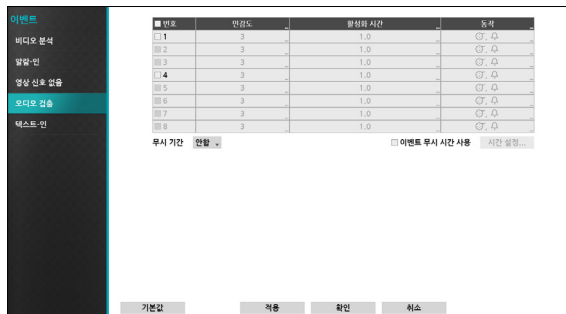 이벤트
비디오 분석
알람-인
영상 신호 없음
오디오 검출
텍스트-인
번호 민감도 활성화 시간 동작
1 3 1.0
2 3 1.0
3 3 1.0
4 3 1.0
5 3 1.0
6 3 1.0
7 3 1.0
8 3 1.0
무시 기간 안함 이벤트 무시 시간 사용 시간 설정...
기본값 적용 확인 취소